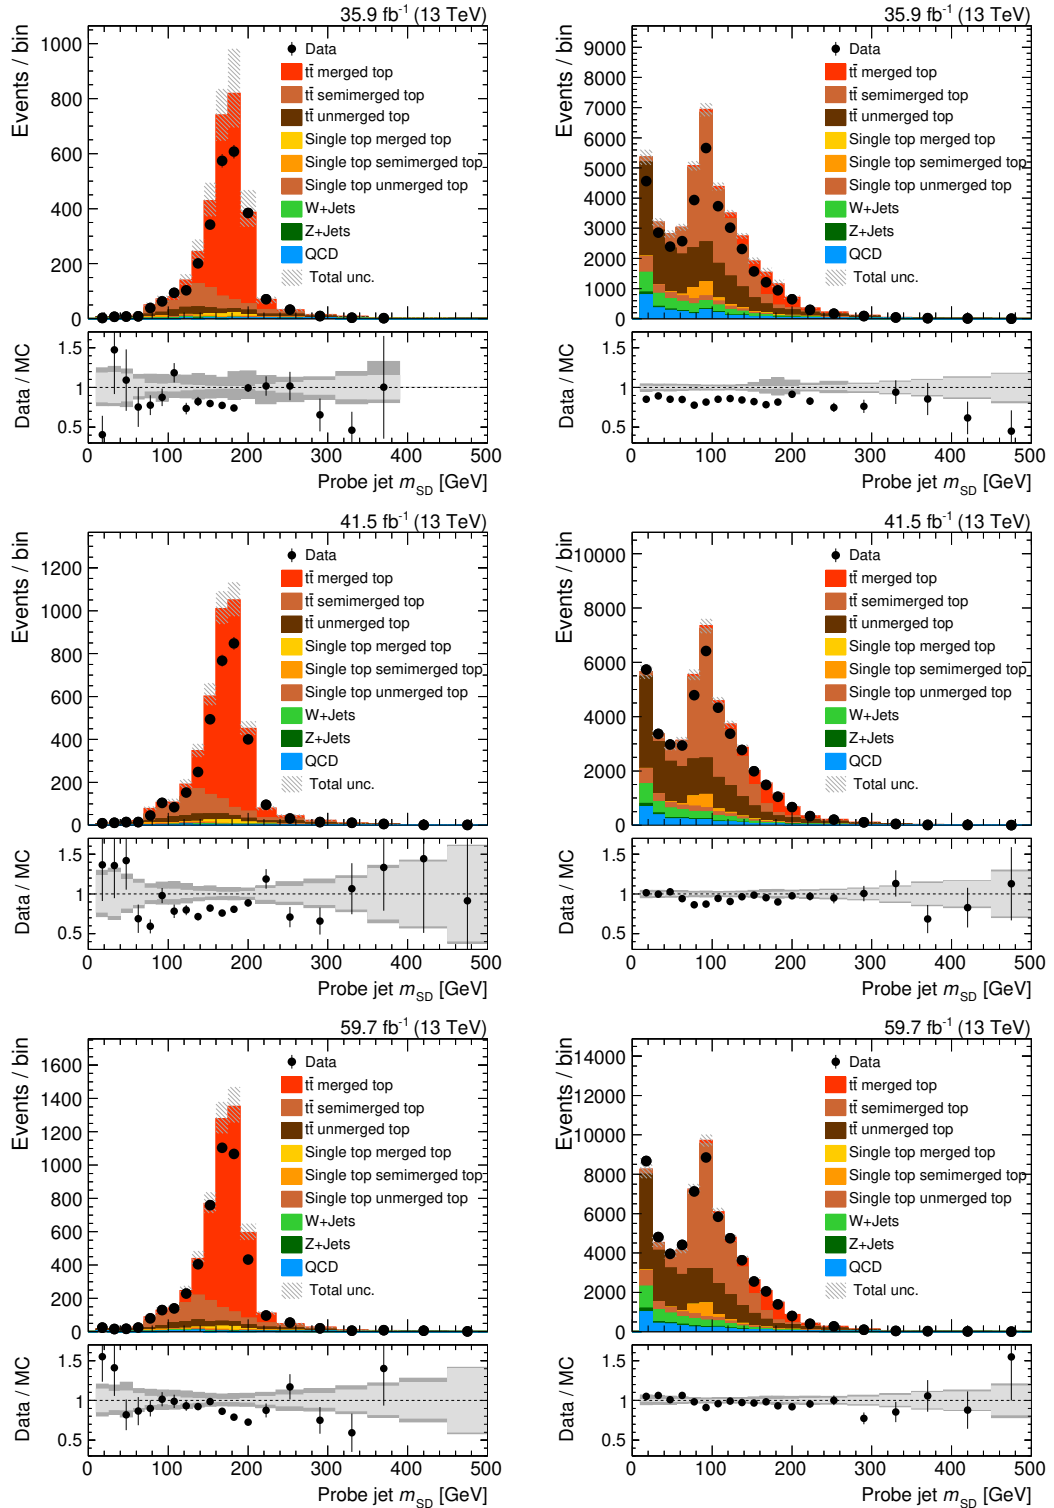 35.9 fb⁻¹ (13 TeV)
Events / bin
1000
800
600
400
200
0
Data
tt̄ merged top
tt̄ semimerged top
tt̄ unmerged top
Single top merged top
Single top semimerged top
Single top unmerged top
W+Jets
Z+Jets
QCD
Total unc.
Data / MC
1.5
1
0.5
0 100 200 300 400 500
Probe jet m_SD [GeV]
35.9 fb⁻¹ (13 TeV)
Events / bin
9000
8000
7000
6000
5000
4000
3000
2000
1000
0
Data
tt̄ merged top
tt̄ semimerged top
tt̄ unmerged top
Single top merged top
Single top semimerged top
Single top unmerged top
W+Jets
Z+Jets
QCD
Total unc.
Data / MC
1.5
1
0.5
0 100 200 300 400 500
Probe jet m_SD [GeV]
41.5 fb⁻¹ (13 TeV)
Events / bin
1200
1000
800
600
400
200
0
Data
tt̄ merged top
tt̄ semimerged top
tt̄ unmerged top
Single top merged top
Single top semimerged top
Single top unmerged top
W+Jets
Z+Jets
QCD
Total unc.
Data / MC
1.5
1
0.5
0 100 200 300 400 500
Probe jet m_SD [GeV]
41.5 fb⁻¹ (13 TeV)
Events / bin
10000
8000
6000
4000
2000
0
Data
tt̄ merged top
tt̄ semimerged top
tt̄ unmerged top
Single top merged top
Single top semimerged top
Single top unmerged top
W+Jets
Z+Jets
QCD
Total unc.
Data / MC
1.5
1
0.5
0 100 200 300 400 500
Probe jet m_SD [GeV]
59.7 fb⁻¹ (13 TeV)
Events / bin
1600
1400
1200
1000
800
600
400
200
0
Data
tt̄ merged top
tt̄ semimerged top
tt̄ unmerged top
Single top merged top
Single top semimerged top
Single top unmerged top
W+Jets
Z+Jets
QCD
Total unc.
Data / MC
1.5
1
0.5
0 100 200 300 400 500
Probe jet m_SD [GeV]
59.7 fb⁻¹ (13 TeV)
Events / bin
14000
12000
10000
8000
6000
4000
2000
0
Data
tt̄ merged top
tt̄ semimerged top
tt̄ unmerged top
Single top merged top
Single top semimerged top
Single top unmerged top
W+Jets
Z+Jets
QCD
Total unc.
Data / MC
1.5
1
0.5
0 100 200 300 400 500
Probe jet m_SD [GeV]